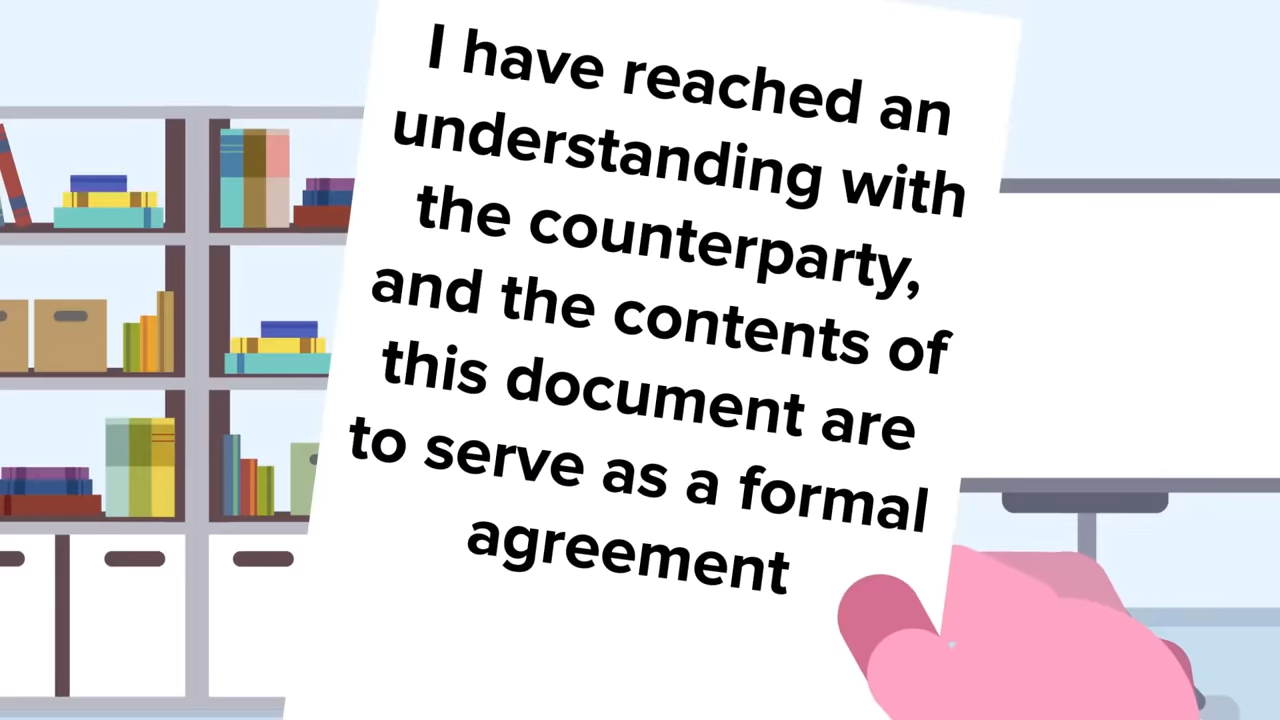 I have reached an
understanding with
the counterparty,
and the contents of
this document are
to serve as a formal
agreement